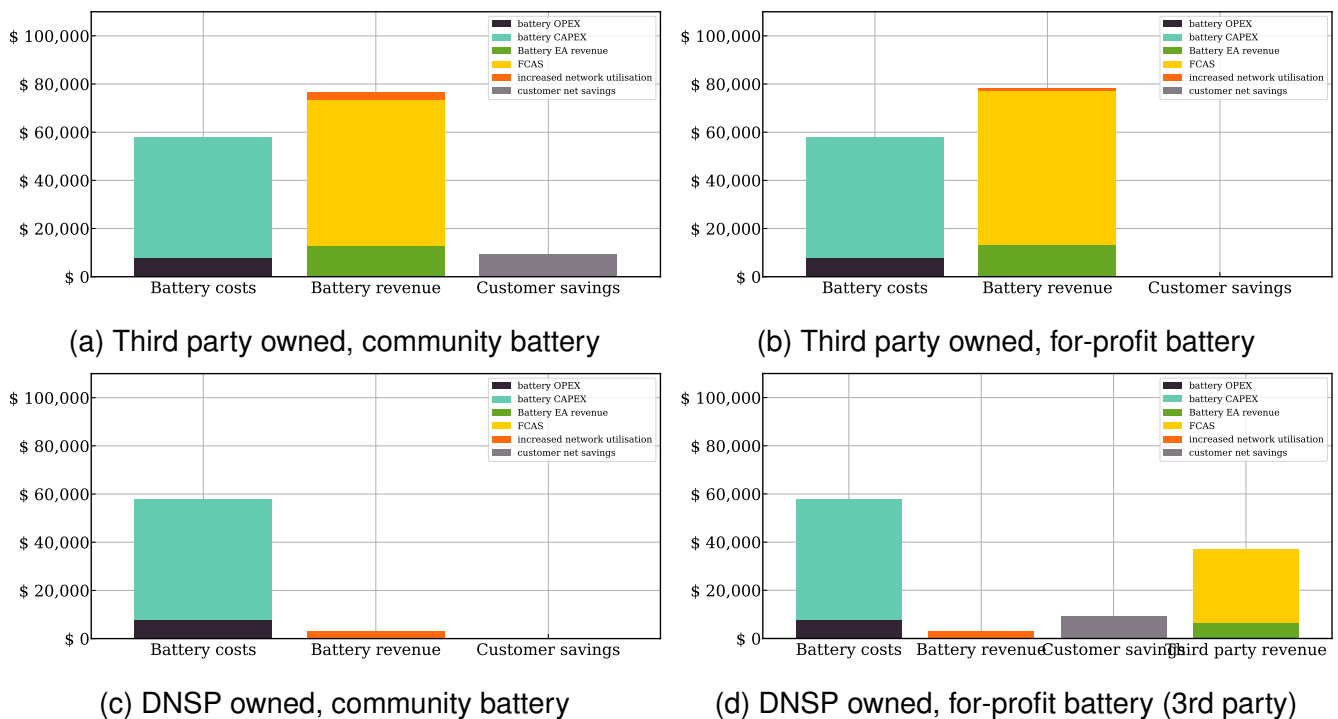 $ 100,000
$ 80,000
$ 60,000
$ 40,000
$ 20,000
$ 0
battery OPEX
battery CAPEX
Battery EA revenue
FCAS
increased network utilisation
customer net savings
Battery costs Battery revenue Customer savings
(a) Third party owned, community battery
$ 100,000
$ 80,000
$ 60,000
$ 40,000
$ 20,000
$ 0
battery OPEX
battery CAPEX
Battery EA revenue
FCAS
increased network utilisation
customer net savings
Battery costs Battery revenue Customer savings
(b) Third party owned, for-profit battery
$ 100,000
$ 80,000
$ 60,000
$ 40,000
$ 20,000
$ 0
battery OPEX
battery CAPEX
Battery EA revenue
FCAS
increased network utilisation
customer net savings
Battery costs Battery revenue Customer savings
(c) DNSP owned, community battery
$ 100,000
$ 80,000
$ 60,000
$ 40,000
$ 20,000
$ 0
battery OPEX
battery CAPEX
Battery EA revenue
FCAS
increased network utilisation
customer net savings
Battery costs Battery revenue Customer savings Third party revenue
(d) DNSP owned, for-profit battery (3rd party)